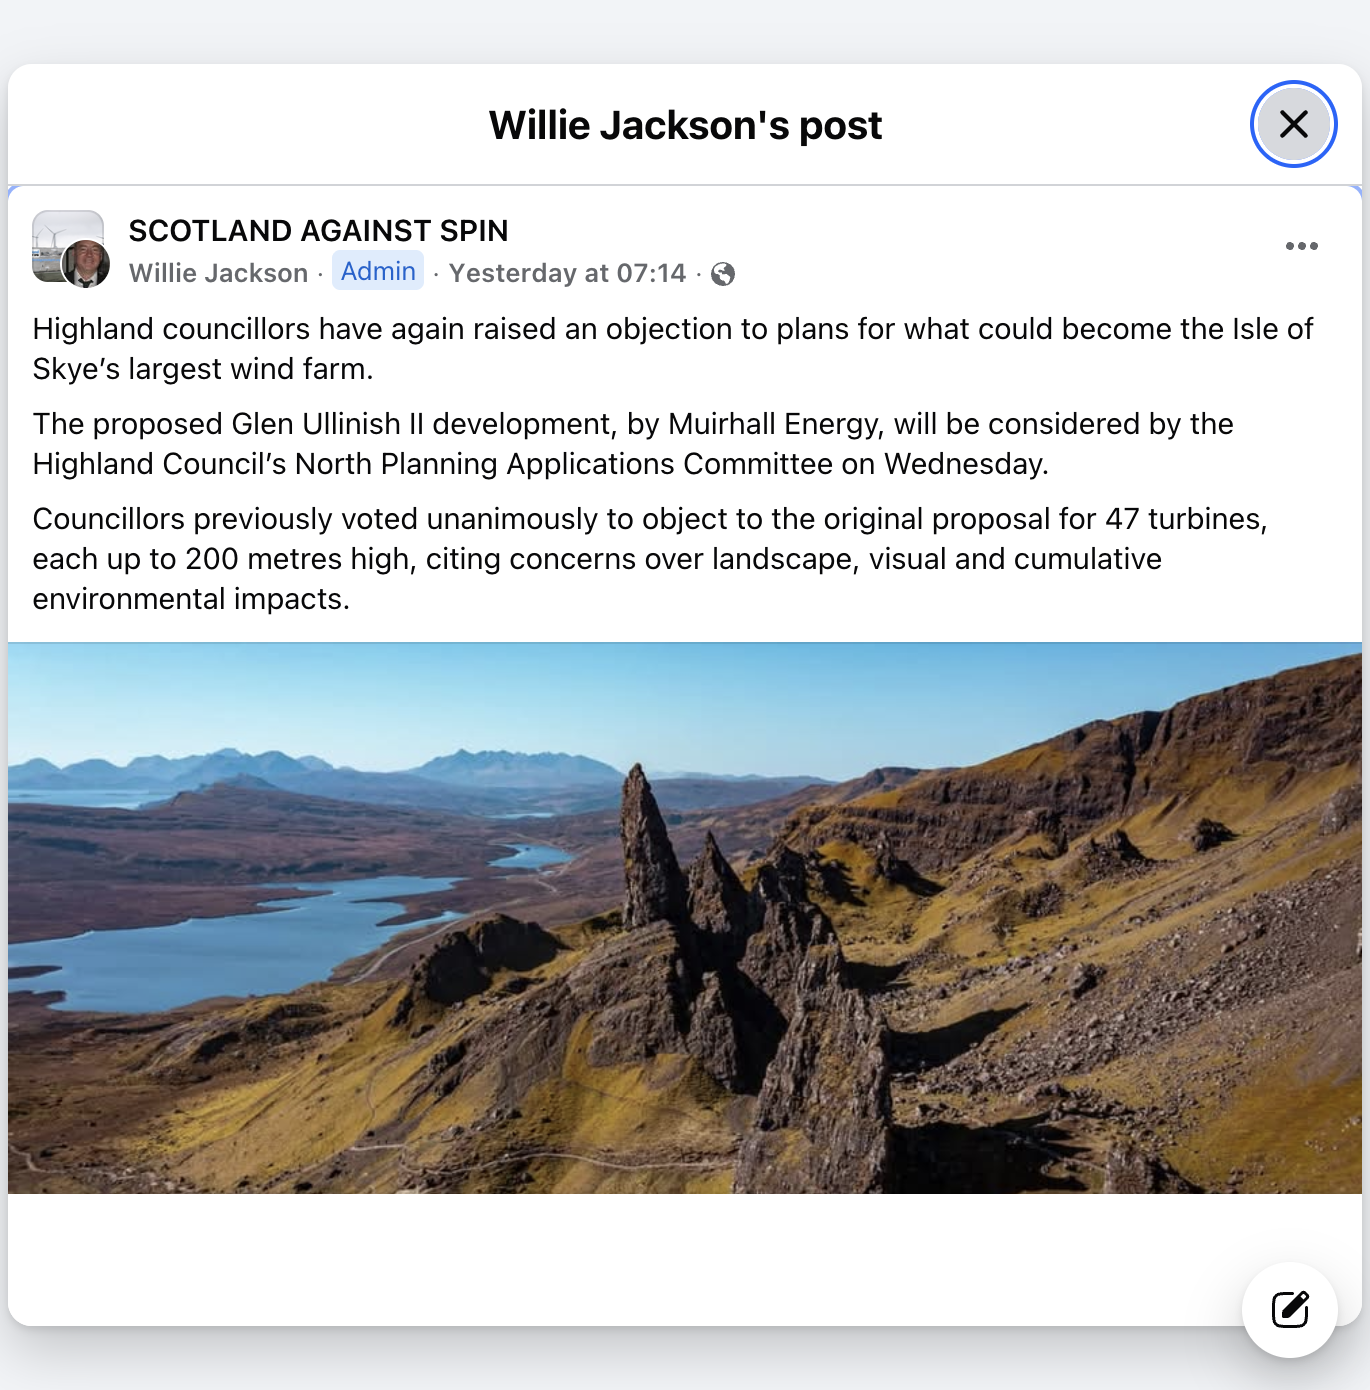 Willie Jackson's post
SCOTLAND AGAINST SPIN
Willie Jackson · Admin · Yesterday at 07:14 ·
Highland councillors have again raised an objection to plans for what could become the Isle of
Skye’s largest wind farm.
The proposed Glen Ullinish II development, by Muirhall Energy, will be considered by the
Highland Council’s North Planning Applications Committee on Wednesday.
Councillors previously voted unanimously to object to the original proposal for 47 turbines,
each up to 200 metres high, citing concerns over landscape, visual and cumulative
environmental impacts.